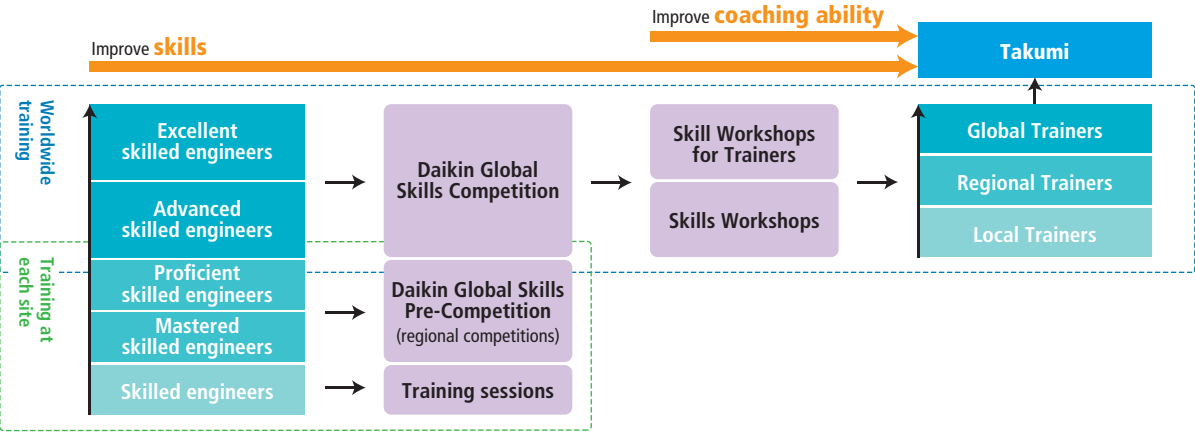 Improve coaching ability
Improve skills
Takumi
Worldwide
training
Excellent
skilled engineers
Advanced
skilled engineers
Daikin Global
Skills Competition
Skill Workshops
for Trainers
Skills Workshops
Global Trainers
Regional Trainers
Local Trainers
Training at
each site
Proficient
skilled engineers
Mastered
skilled engineers
Skilled engineers
Daikin Global Skills
Pre-Competition
(regional competitions)
Training sessions